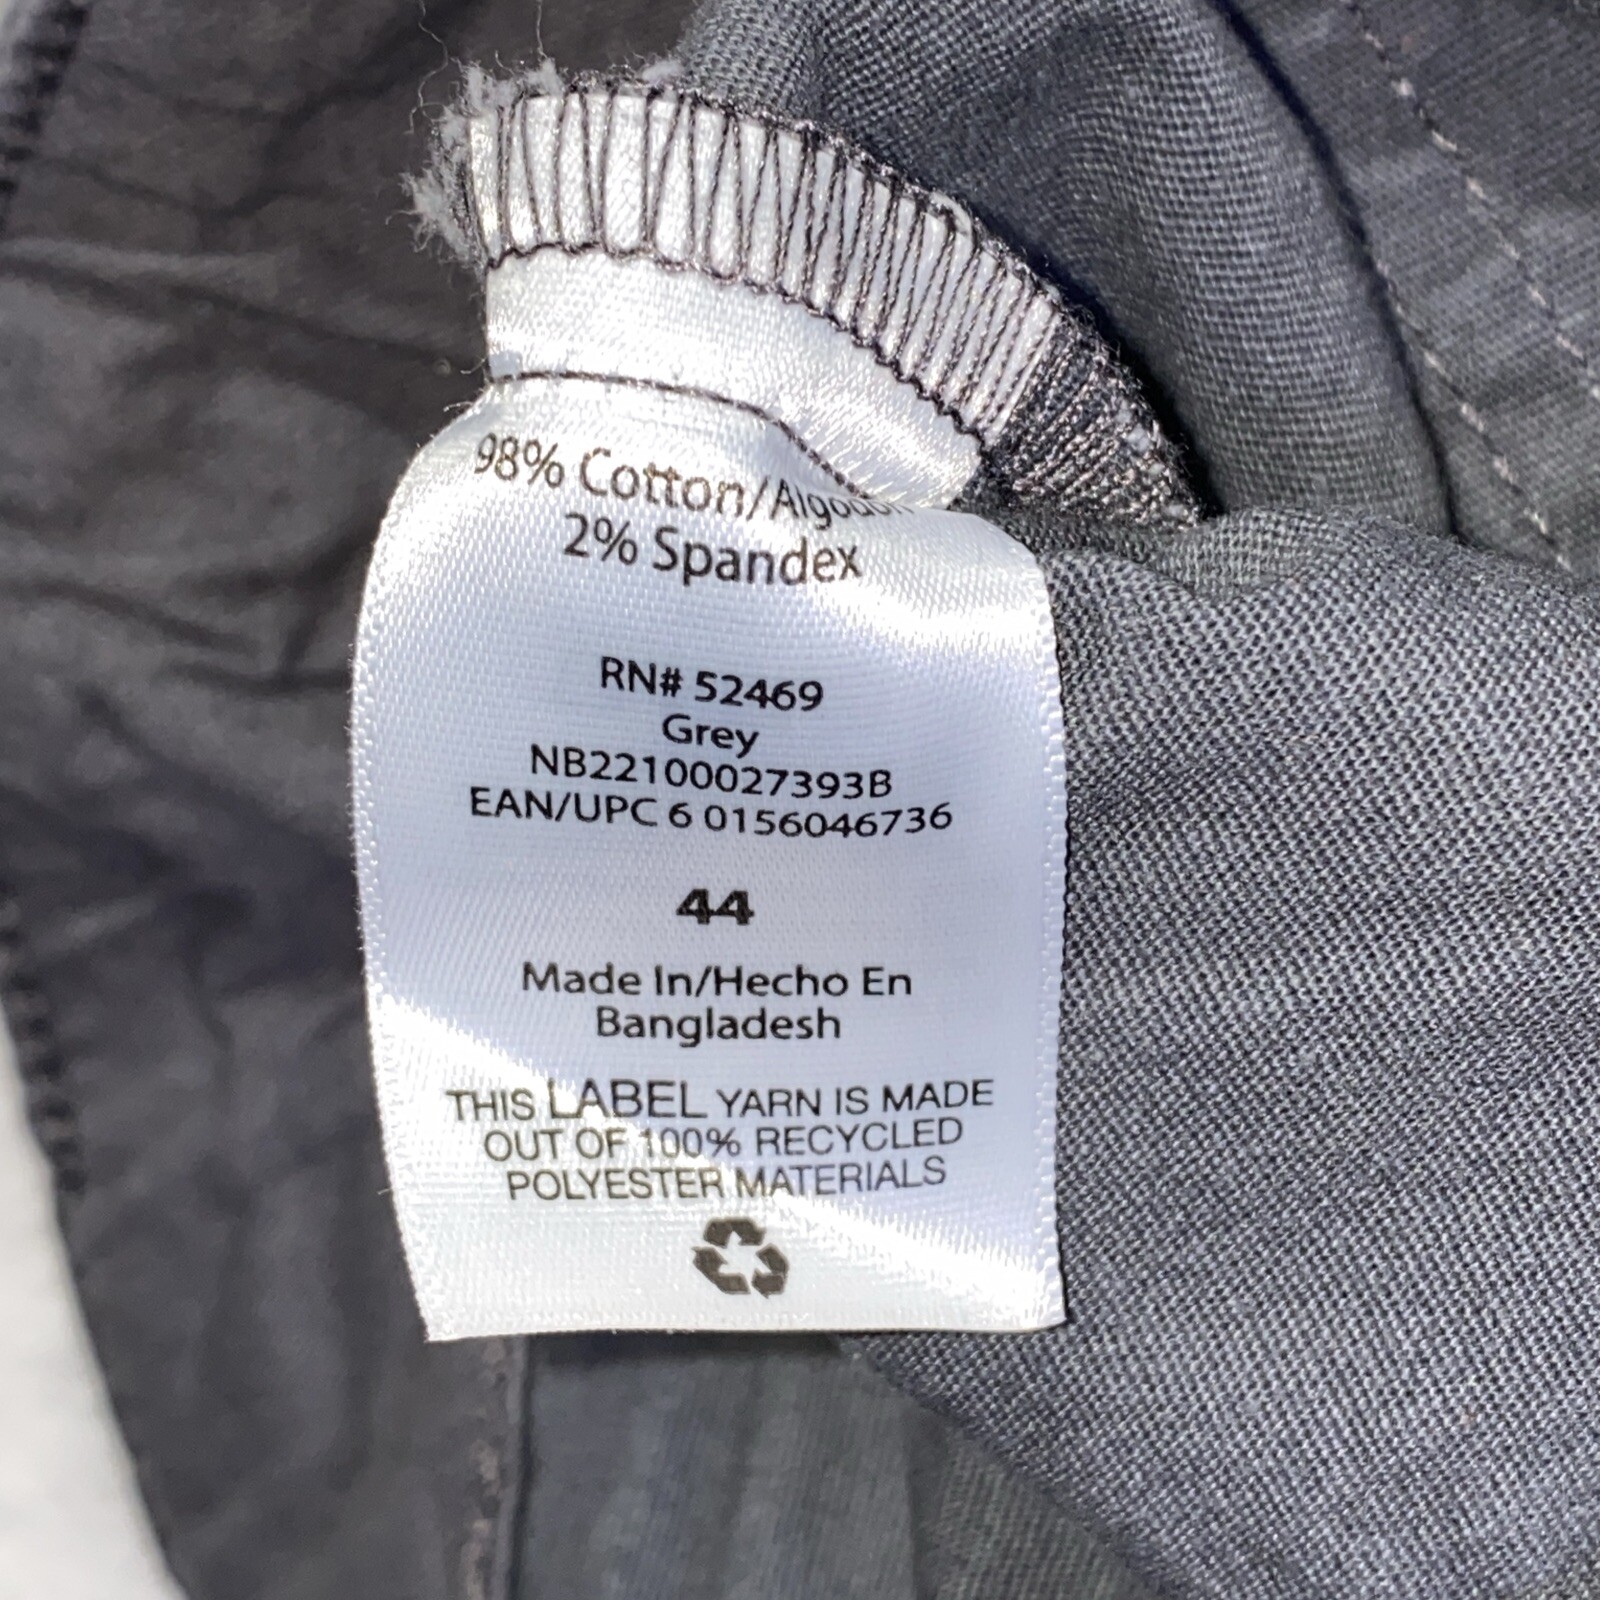 98% Cotton/Algodón
2% Spandex
RN# 52469
Grey
NB22100027393B
EAN/UPC 6 0156046736
44
Made In/Hecho En
Bangladesh
THIS LABEL YARN IS MADE
OUT OF 100% RECYCLED
POLYESTER MATERIALS